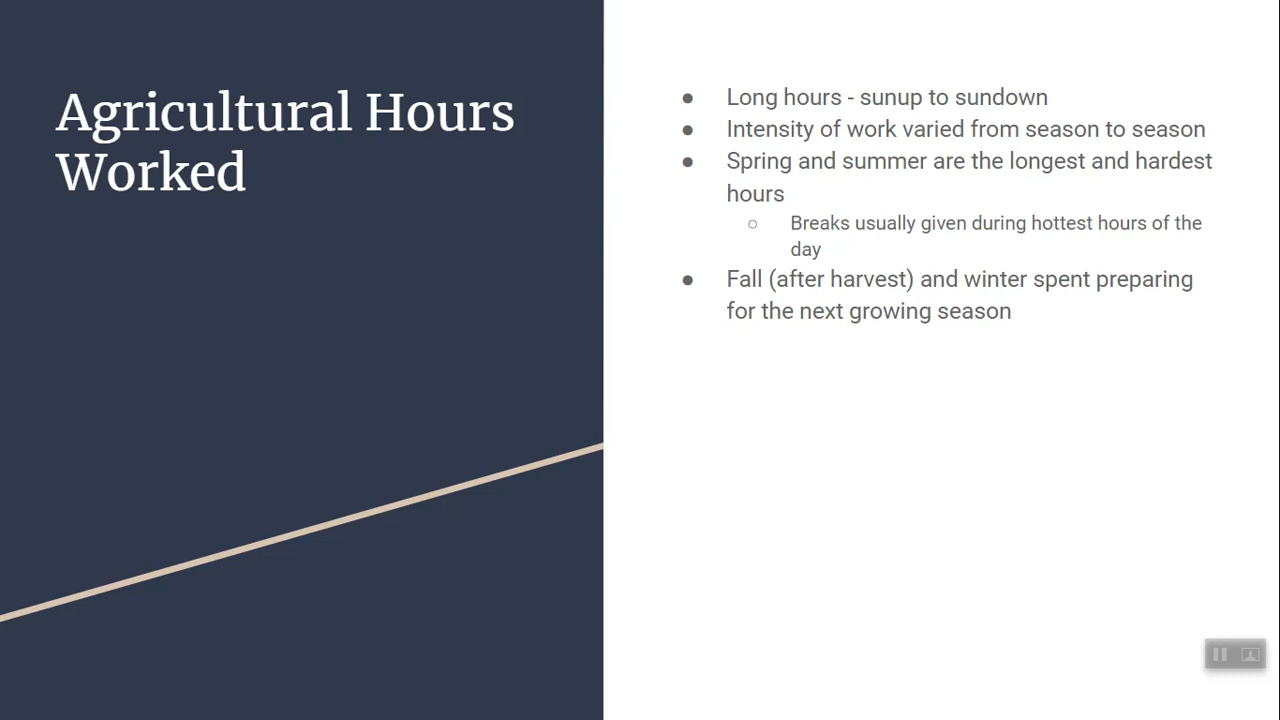 Agricultural Hours
Worked
● Long hours - sunup to sundown
● Intensity of work varied from season to season
● Spring and summer are the longest and hardest
hours
○ Breaks usually given during hottest hours of the
day
● Fall (after harvest) and winter spent preparing
for the next growing season